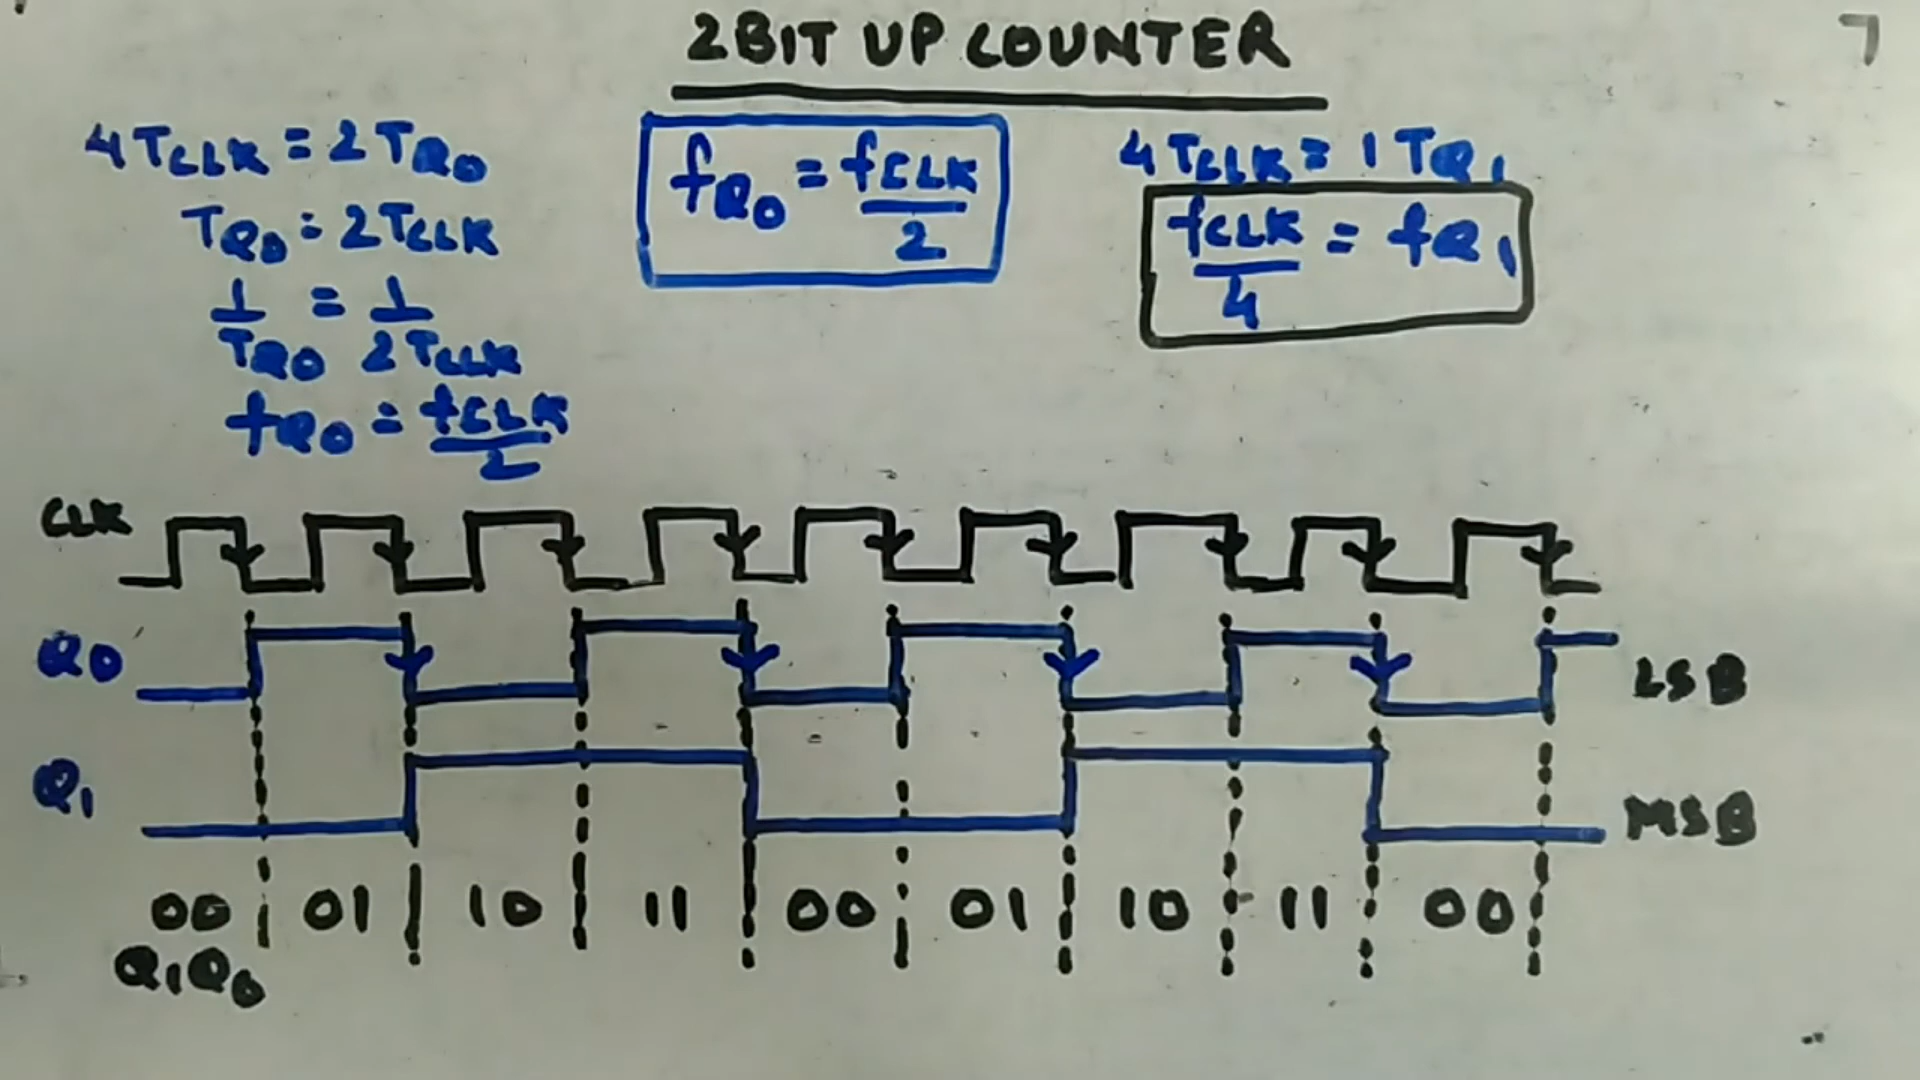 2BIT UP COUNTER
7
4TCLK = 2TQ0
TQ0 = 2TCLK
1/TQ0 = 1/2TCLK
fQ0 = fCLK/2
fQ0 = fCLK/2
4TCLK = 1TQ1
fCLK/4 = fQ1
CLK
Q0
LSB
Q1
MSB
00 01 10 11 00 01 10 11 00
Q1Q0